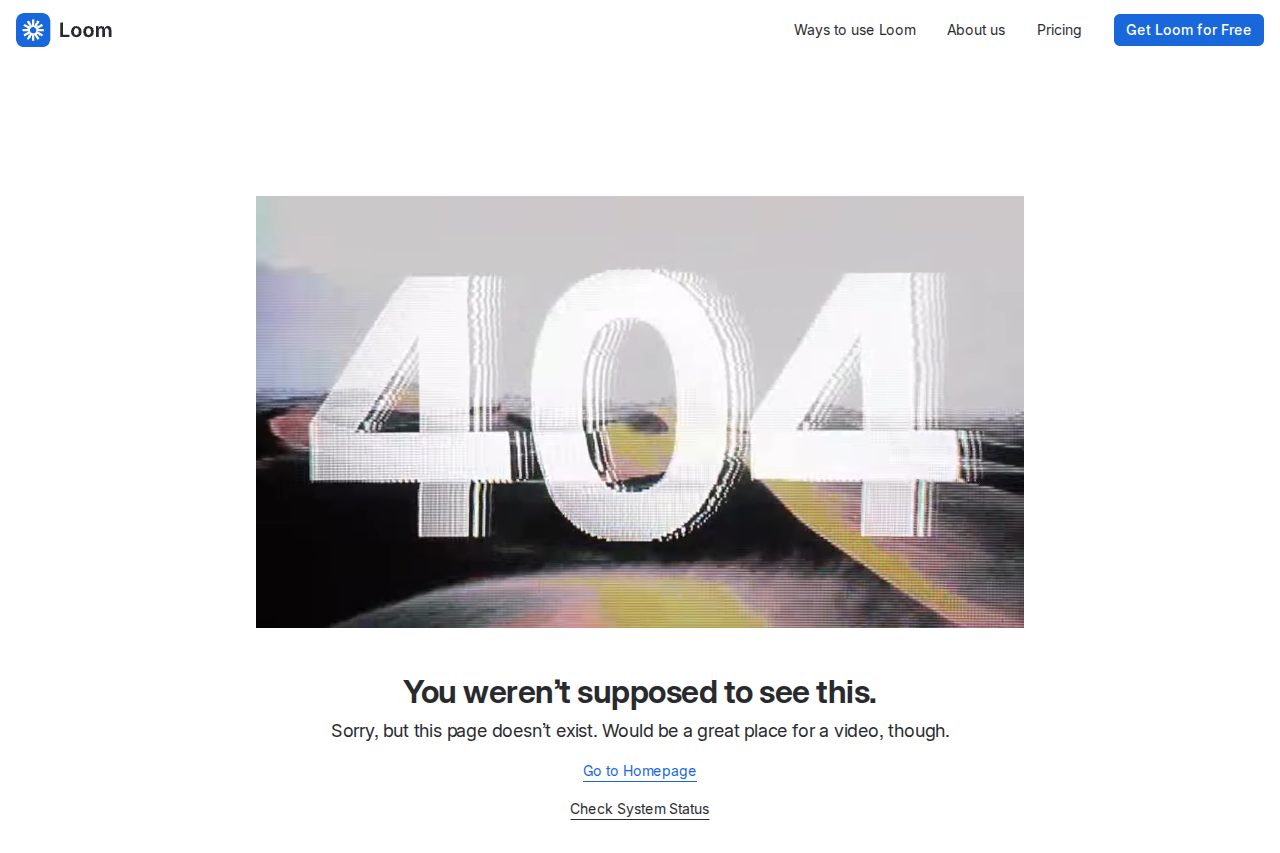 Loom
Ways to use Loom
About us
Pricing
Get Loom for Free
404
You weren’t supposed to see this.
Sorry, but this page doesn’t exist. Would be a great place for a video, though.
Go to Homepage
Check System Status